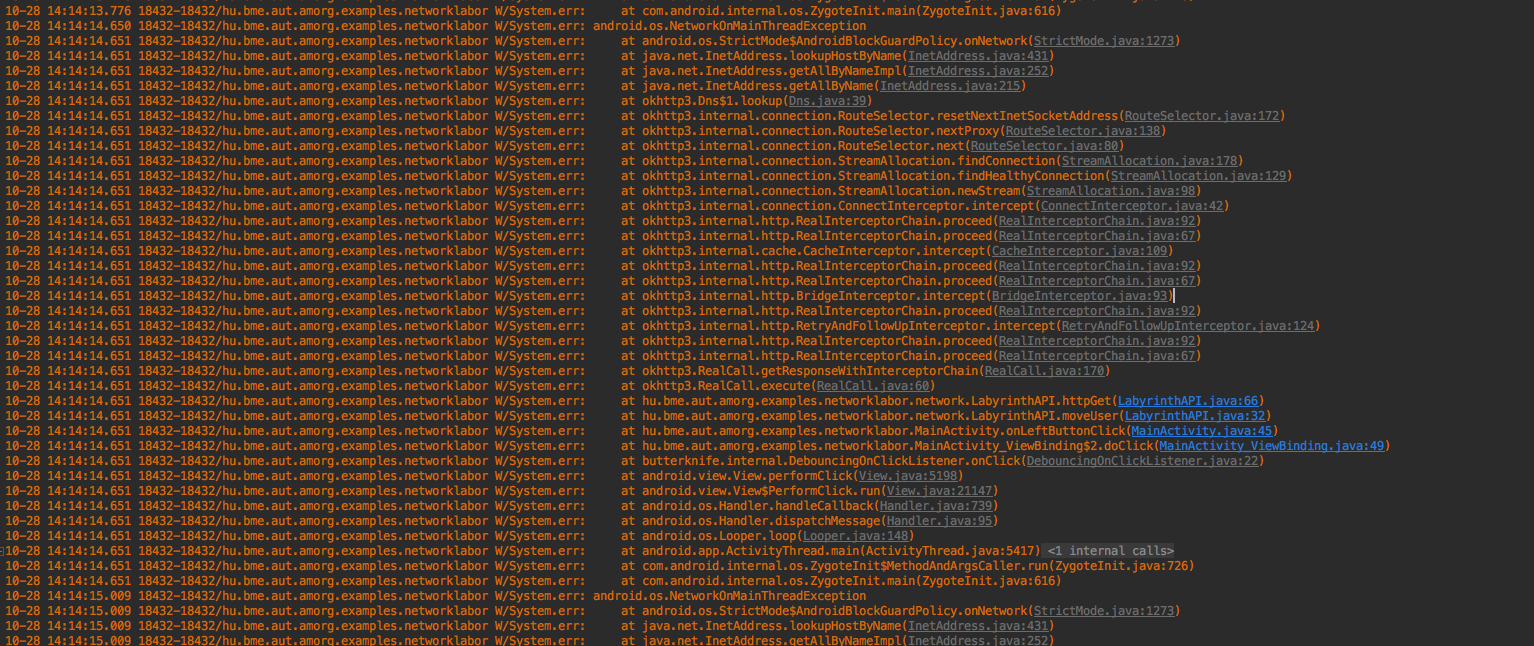 10-28 14:14:13.776 18432-18432/hu.bme.aut.amorg.examples.networklabor W/System.err:     at com.android.internal.os.ZygoteInit.main(ZygoteInit.java:616)
10-28 14:14:14.650 18432-18432/hu.bme.aut.amorg.examples.networklabor W/System.err: android.os.NetworkOnMainThreadException
10-28 14:14:14.651 18432-18432/hu.bme.aut.amorg.examples.networklabor W/System.err:     at android.os.StrictMode$AndroidBlockGuardPolicy.onNetwork(StrictMode.java:1273)
10-28 14:14:14.651 18432-18432/hu.bme.aut.amorg.examples.networklabor W/System.err:     at java.net.InetAddress.lookupHostByName(InetAddress.java:431)
10-28 14:14:14.651 18432-18432/hu.bme.aut.amorg.examples.networklabor W/System.err:     at java.net.InetAddress.getAllByNameImpl(InetAddress.java:252)
10-28 14:14:14.651 18432-18432/hu.bme.aut.amorg.examples.networklabor W/System.err:     at java.net.InetAddress.getAllByName(InetAddress.java:215)
10-28 14:14:14.651 18432-18432/hu.bme.aut.amorg.examples.networklabor W/System.err:     at okhttp3.Dns$1.lookup(Dns.java:39)
10-28 14:14:14.651 18432-18432/hu.bme.aut.amorg.examples.networklabor W/System.err:     at okhttp3.internal.connection.RouteSelector.resetNextInetSocketAddress(RouteSelector.java:172)
10-28 14:14:14.651 18432-18432/hu.bme.aut.amorg.examples.networklabor W/System.err:     at okhttp3.internal.connection.RouteSelector.nextProxy(RouteSelector.java:138)
10-28 14:14:14.651 18432-18432/hu.bme.aut.amorg.examples.networklabor W/System.err:     at okhttp3.internal.connection.RouteSelector.next(RouteSelector.java:80)
10-28 14:14:14.651 18432-18432/hu.bme.aut.amorg.examples.networklabor W/System.err:     at okhttp3.internal.connection.StreamAllocation.findConnection(StreamAllocation.java:178)
10-28 14:14:14.651 18432-18432/hu.bme.aut.amorg.examples.networklabor W/System.err:     at okhttp3.internal.connection.StreamAllocation.findHealthyConnection(StreamAllocation.java:129)
10-28 14:14:14.651 18432-18432/hu.bme.aut.amorg.examples.networklabor W/System.err:     at okhttp3.internal.connection.StreamAllocation.newStream(StreamAllocation.java:98)
10-28 14:14:14.651 18432-18432/hu.bme.aut.amorg.examples.networklabor W/System.err:     at okhttp3.internal.connection.ConnectInterceptor.intercept(ConnectInterceptor.java:42)
10-28 14:14:14.651 18432-18432/hu.bme.aut.amorg.examples.networklabor W/System.err:     at okhttp3.internal.http.RealInterceptorChain.proceed(RealInterceptorChain.java:92)
10-28 14:14:14.651 18432-18432/hu.bme.aut.amorg.examples.networklabor W/System.err:     at okhttp3.internal.http.RealInterceptorChain.proceed(RealInterceptorChain.java:67)
10-28 14:14:14.651 18432-18432/hu.bme.aut.amorg.examples.networklabor W/System.err:     at okhttp3.internal.cache.CacheInterceptor.intercept(CacheInterceptor.java:109)
10-28 14:14:14.651 18432-18432/hu.bme.aut.amorg.examples.networklabor W/System.err:     at okhttp3.internal.http.RealInterceptorChain.proceed(RealInterceptorChain.java:92)
10-28 14:14:14.651 18432-18432/hu.bme.aut.amorg.examples.networklabor W/System.err:     at okhttp3.internal.http.RealInterceptorChain.proceed(RealInterceptorChain.java:67)
10-28 14:14:14.651 18432-18432/hu.bme.aut.amorg.examples.networklabor W/System.err:     at okhttp3.internal.http.BridgeInterceptor.intercept(BridgeInterceptor.java:93)
10-28 14:14:14.651 18432-18432/hu.bme.aut.amorg.examples.networklabor W/System.err:     at okhttp3.internal.http.RealInterceptorChain.proceed(RealInterceptorChain.java:92)
10-28 14:14:14.651 18432-18432/hu.bme.aut.amorg.examples.networklabor W/System.err:     at okhttp3.internal.http.RetryAndFollowUpInterceptor.intercept(RetryAndFollowUpInterceptor.java:124)
10-28 14:14:14.651 18432-18432/hu.bme.aut.amorg.examples.networklabor W/System.err:     at okhttp3.internal.http.RealInterceptorChain.proceed(RealInterceptorChain.java:92)
10-28 14:14:14.651 18432-18432/hu.bme.aut.amorg.examples.networklabor W/System.err:     at okhttp3.internal.http.RealInterceptorChain.proceed(RealInterceptorChain.java:67)
10-28 14:14:14.651 18432-18432/hu.bme.aut.amorg.examples.networklabor W/System.err:     at okhttp3.RealCall.getResponseWithInterceptorChain(RealCall.java:170)
10-28 14:14:14.651 18432-18432/hu.bme.aut.amorg.examples.networklabor W/System.err:     at okhttp3.RealCall.execute(RealCall.java:60)
10-28 14:14:14.651 18432-18432/hu.bme.aut.amorg.examples.networklabor W/System.err:     at hu.bme.aut.amorg.examples.networklabor.network.LabyrinthAPI.httpGet(LabyrinthAPI.java:66)
10-28 14:14:14.651 18432-18432/hu.bme.aut.amorg.examples.networklabor W/System.err:     at hu.bme.aut.amorg.examples.networklabor.network.LabyrinthAPI.moveUser(LabyrinthAPI.java:32)
10-28 14:14:14.651 18432-18432/hu.bme.aut.amorg.examples.networklabor W/System.err:     at hu.bme.aut.amorg.examples.networklabor.MainActivity.onLeftButtonClick(MainActivity.java:45)
10-28 14:14:14.651 18432-18432/hu.bme.aut.amorg.examples.networklabor W/System.err:     at hu.bme.aut.amorg.examples.networklabor.MainActivity_ViewBinding$2.doClick(MainActivity_ViewBinding.java:49)
10-28 14:14:14.651 18432-18432/hu.bme.aut.amorg.examples.networklabor W/System.err:     at butterknife.internal.DebouncingOnClickListener.onClick(DebouncingOnClickListener.java:22)
10-28 14:14:14.651 18432-18432/hu.bme.aut.amorg.examples.networklabor W/System.err:     at android.view.View.performClick(View.java:5198)
10-28 14:14:14.651 18432-18432/hu.bme.aut.amorg.examples.networklabor W/System.err:     at android.view.View$PerformClick.run(View.java:21147)
10-28 14:14:14.651 18432-18432/hu.bme.aut.amorg.examples.networklabor W/System.err:     at android.os.Handler.handleCallback(Handler.java:739)
10-28 14:14:14.651 18432-18432/hu.bme.aut.amorg.examples.networklabor W/System.err:     at android.os.Handler.dispatchMessage(Handler.java:95)
10-28 14:14:14.651 18432-18432/hu.bme.aut.amorg.examples.networklabor W/System.err:     at android.os.Looper.loop(Looper.java:148)
10-28 14:14:14.651 18432-18432/hu.bme.aut.amorg.examples.networklabor W/System.err:     at android.app.ActivityThread.main(ActivityThread.java:5417) <1 internal calls>
10-28 14:14:14.651 18432-18432/hu.bme.aut.amorg.examples.networklabor W/System.err:     at com.android.internal.os.ZygoteInit$MethodAndArgsCaller.run(ZygoteInit.java:726)
10-28 14:14:14.651 18432-18432/hu.bme.aut.amorg.examples.networklabor W/System.err:     at com.android.internal.os.ZygoteInit.main(ZygoteInit.java:616)
10-28 14:14:15.009 18432-18432/hu.bme.aut.amorg.examples.networklabor W/System.err: android.os.NetworkOnMainThreadException
10-28 14:14:15.009 18432-18432/hu.bme.aut.amorg.examples.networklabor W/System.err:     at android.os.StrictMode$AndroidBlockGuardPolicy.onNetwork(StrictMode.java:1273)
10-28 14:14:15.009 18432-18432/hu.bme.aut.amorg.examples.networklabor W/System.err:     at java.net.InetAddress.lookupHostByName(InetAddress.java:431)
10-28 14:14:15.009 18432-18432/hu.bme.aut.amorg.examples.networklabor W/System.err:     at java.net.InetAddress.getAllByNameImpl(InetAddress.java:252)